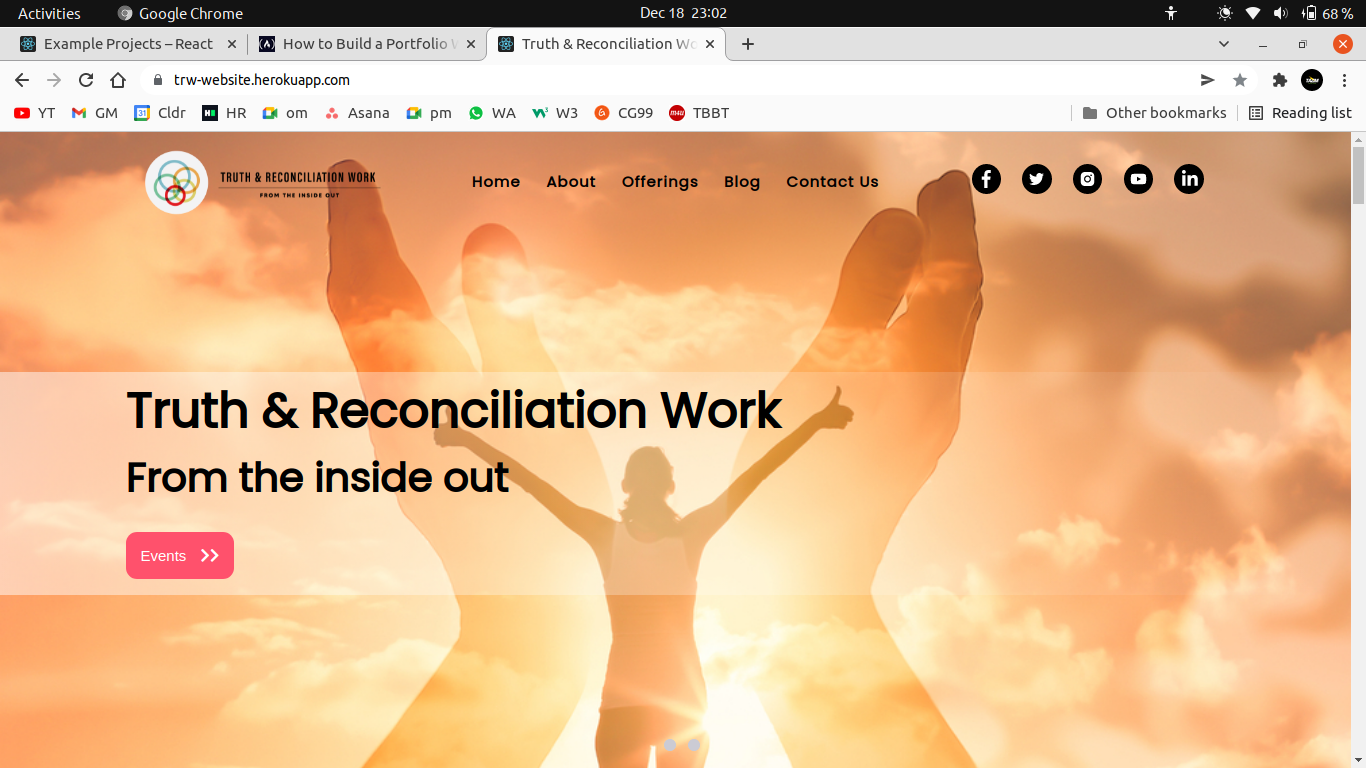 Activities Google Chrome Dec 18 23:02 68 %
Example Projects – React How to Build a Portfolio W Truth & Reconciliation Wo
trw-website.herokuapp.com
YT GM Cldr HR om Asana pm WA W3 CG99 TBBT Other bookmarks Reading list
TRUTH & RECONCILIATION WORK
FROM THE INSIDE OUT
Home About Offerings Blog Contact Us
Truth & Reconciliation Work
From the inside out
Events